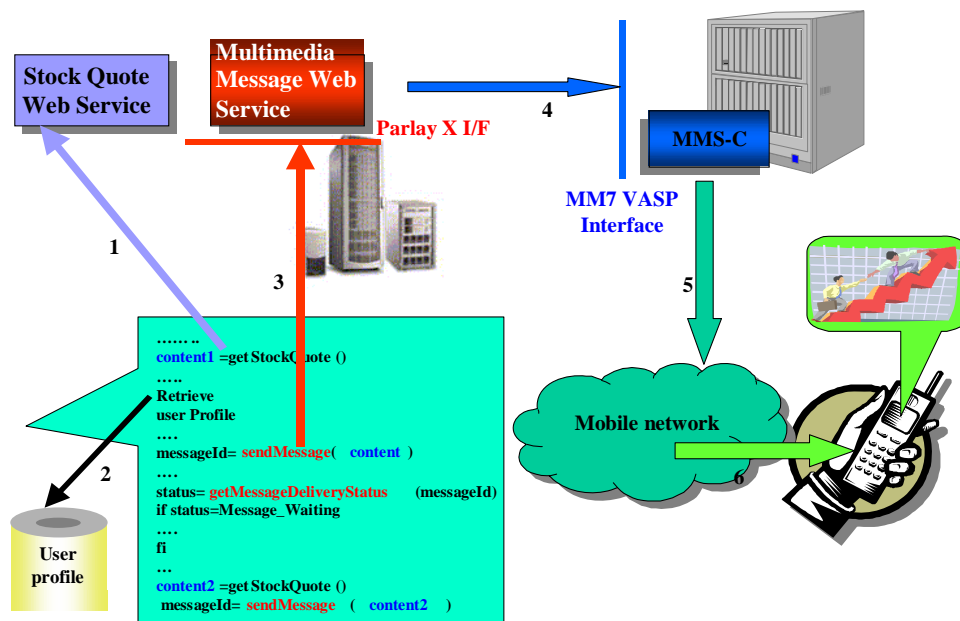 Stock Quote
Web Service
Multimedia
Message Web
Service
Parlay X I/F
4
MMS-C
MM7 VASP
Interface
1
3
5
…… ..
content1 =getStockQuote ()
…..
Retrieve
user Profile
….
messageId= sendMessage( content )
….
status= getMessageDeliveryStatus (messageId)
if status=Message_Waiting
….
fi
…
content2 =getStockQuote ()
messageId= sendMessage ( content2 )
2
User
profile
Mobile network
6